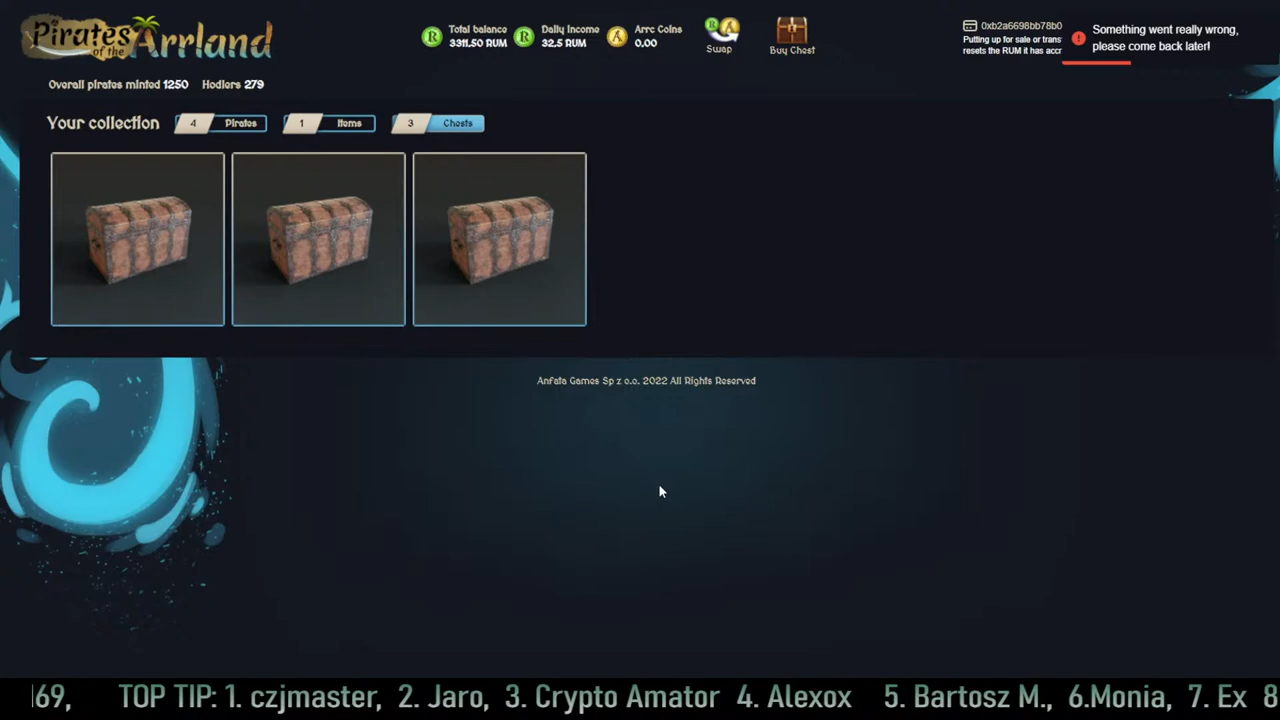 Pirates of the Arrland
Total balance
3311,50 RUM
Daily Income
32,5 RUM
Arrc Coins
0.00
Swap
Buy Chest
0xb2a6698bb78b0
Putting up for sale or trans
resets the RUM it has accr
Something went really wrong,
please come back later!
Overall pirates minted 1250 Hodlers 279
Your collection 4 Pirates 1 Items 3 Chests
Anfata Games Sp z o.o. 2022 All Rights Reserved
69, TOP TIP: 1. czjmaster, 2. Jaro, 3. Crypto Amator 4. Alexox 5. Bartosz M., 6.Monia, 7. Ex 8